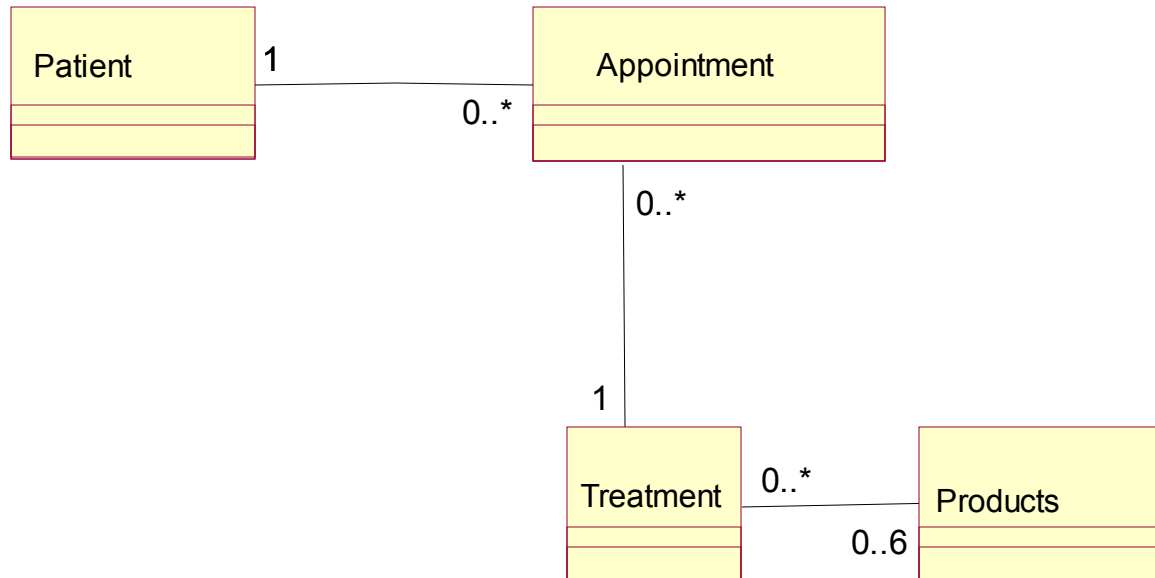 Patient
1
0..*
Appointment
0..*
1
Treatment
0..*
0..6
Products